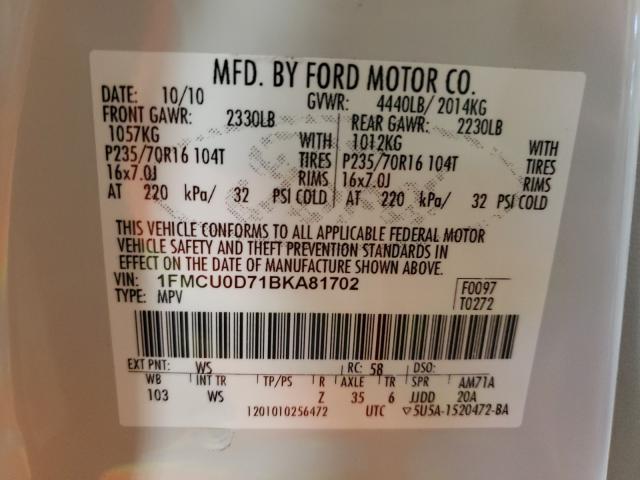 MFD. BY FORD MOTOR CO.
DATE: 10/10 GVWR: 4440LB/ 2014KG
FRONT GAWR: 2330LB REAR GAWR: 2230LB
1057KG WITH 1012KG WITH
P235/70R16 104T TIRES P235/70R16 104T TIRES
16x7.0J RIMS 16x7.0J RIMS
AT 220 kPa/ 32 PSI COLD AT 220 kPa/ 32 PSI COLD
THIS VEHICLE CONFORMS TO ALL APPLICABLE FEDERAL MOTOR
VEHICLE SAFETY AND THEFT PREVENTION STANDARDS IN
EFFECT ON THE DATE OF MANUFACTURE SHOWN ABOVE.
VIN: 1FMCU0D71BKA81702 F0097
TYPE: MPV T0272
EXT PNT: WS RC: 58 DSO:
WB INT TR TP/PS R AXLE TR SPR AM71A
103 WS Z 35 6 JJDD 20A
1201010256472 UTC ▽5U5A-1520472-BA